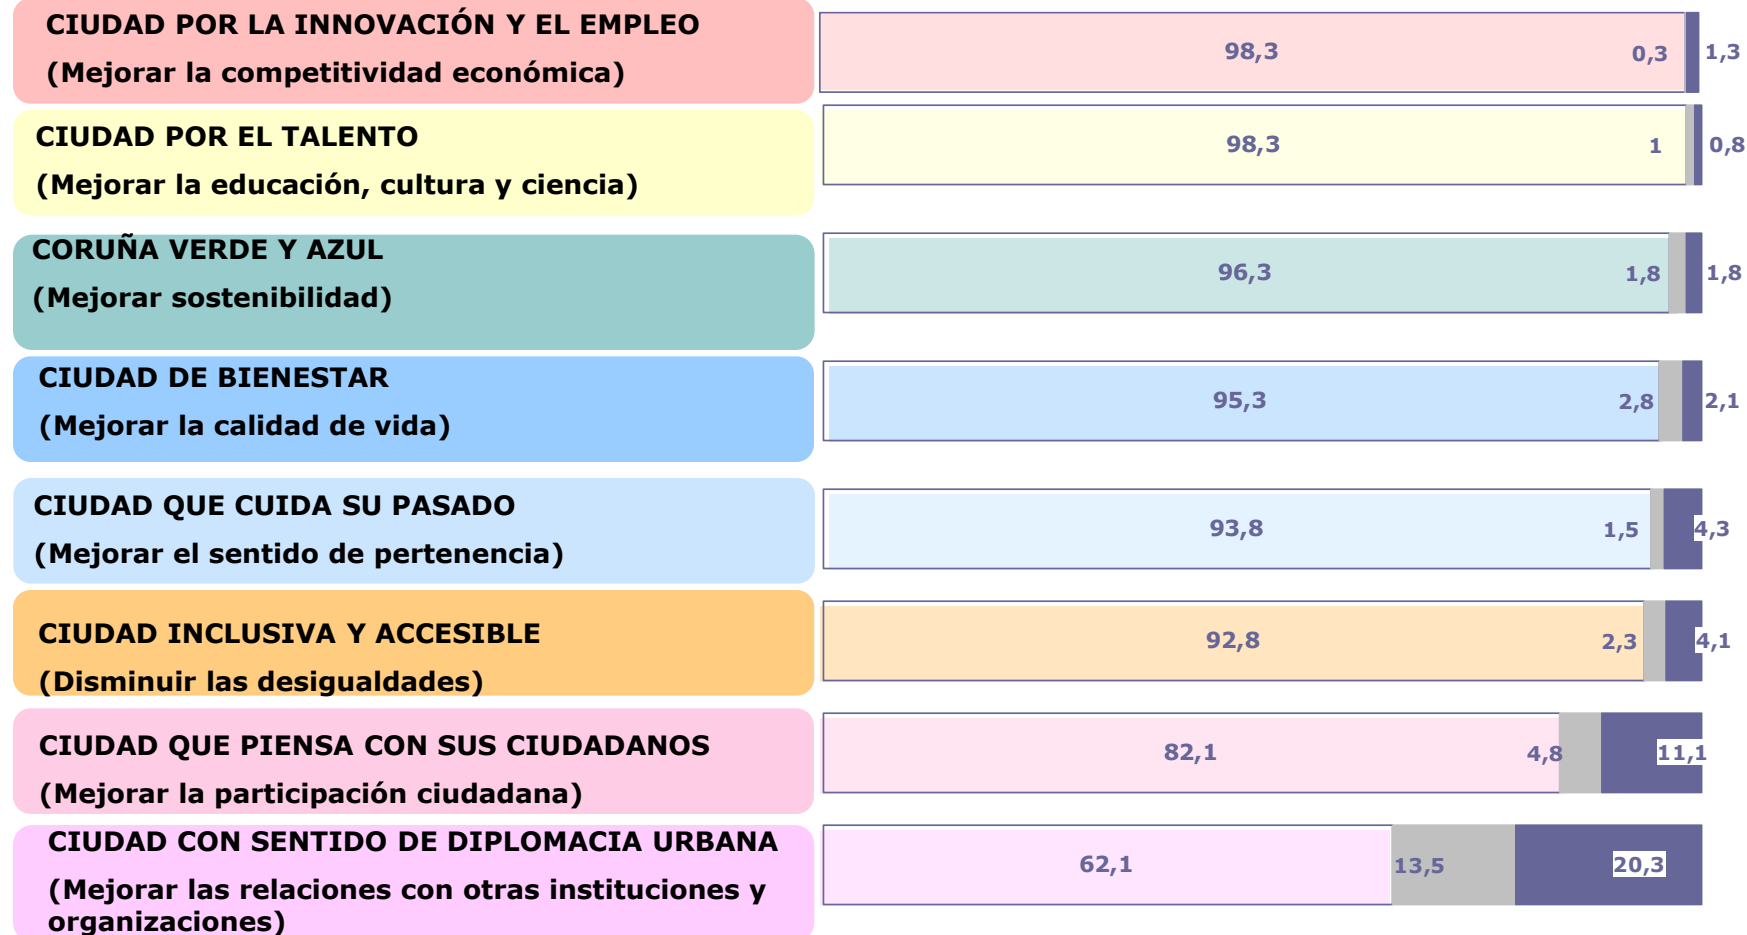 CIUDAD POR LA INNOVACIÓN Y EL EMPLEO
(Mejorar la competitividad económica)
98,3 0,3 1,3
CIUDAD POR EL TALENTO
(Mejorar la educación, cultura y ciencia)
98,3 1 0,8
CORUÑA VERDE Y AZUL
(Mejorar sostenibilidad)
96,3 1,8 1,8
CIUDAD DE BIENESTAR
(Mejorar la calidad de vida)
95,3 2,8 2,1
CIUDAD QUE CUIDA SU PASADO
(Mejorar el sentido de pertenencia)
93,8 1,5 4,3
CIUDAD INCLUSIVA Y ACCESIBLE
(Disminuir las desigualdades)
92,8 2,3 4,1
CIUDAD QUE PIENSA CON SUS CIUDADANOS
(Mejorar la participación ciudadana)
82,1 4,8 11,1
CIUDAD CON SENTIDO DE DIPLOMACIA URBANA
(Mejorar las relaciones con otras instituciones y
organizaciones)
62,1 13,5 20,3